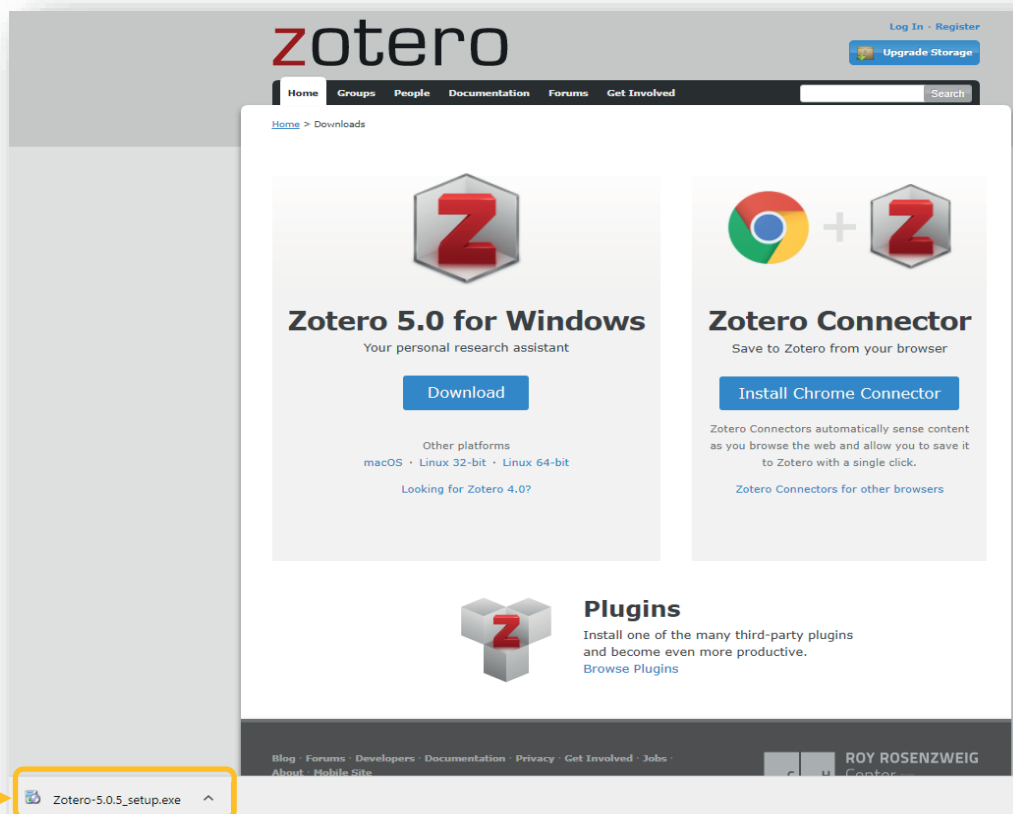 zotero
Log In · Register
Upgrade Storage
Home Groups People Documentation Forums Get Involved
Search
Home > Downloads
Z
Z
Zotero 5.0 for Windows
Your personal research assistant
Download
Other platforms
macOS · Linux 32-bit · Linux 64-bit
Looking for Zotero 4.0?
Zotero Connector
Save to Zotero from your browser
Install Chrome Connector
Zotero Connectors automatically sense content
as you browse the web and allow you to save it
to Zotero with a single click.
Zotero Connectors for other browsers
Z
Plugins
Install one of the many third-party plugins
and become even more productive.
Browse Plugins
Blog · Forums · Developers · Documentation · Privacy · Get Involved · Jobs ·
About · Mobile Site
ROY ROSENZWEIG
Center
Zotero-5.0.5_setup.exe